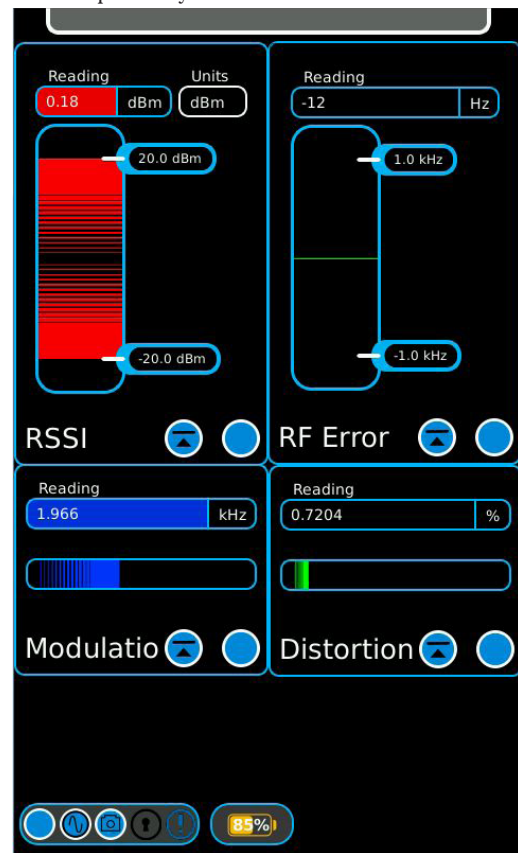 Reading Units
0.18 dBm dBm
20.0 dBm
-20.0 dBm
RSSI
Reading
-12 Hz
1.0 kHz
-1.0 kHz
RF Error
Reading
1.966 kHz
Modulatio
Reading
0.7204 %
Distortion
85%